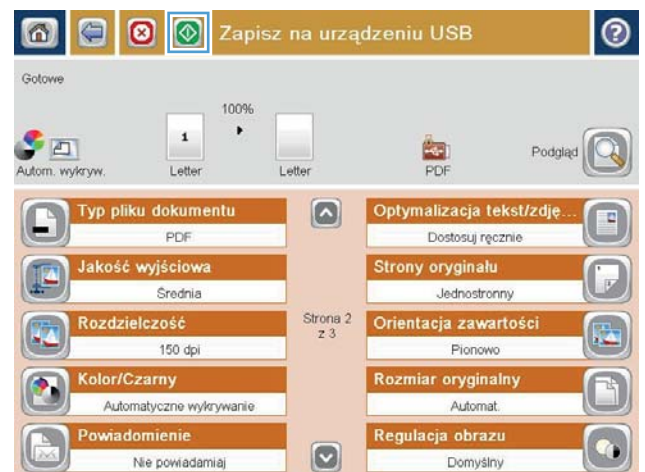 Zapisz na urządzeniu USB
?
Gotowe
100%
1
Autom. wykryw.
Letter
Letter
PDF
Podgląd
Typ pliku dokumentu
PDF
Optymalizacja tekst/zdję...
Dostosuj ręcznie
Jakość wyjściowa
Średnia
Strony oryginału
Jednostronny
Rozdzielczość
150 dpi
Strona 2
z 3
Orientacja zawartości
Pionowo
Kolor/Czarny
Automatyczne wykrywanie
Rozmiar oryginalny
Automat.
Powiadomienie
Nie powiadamiaj
Regulacja obrazu
Domyślny